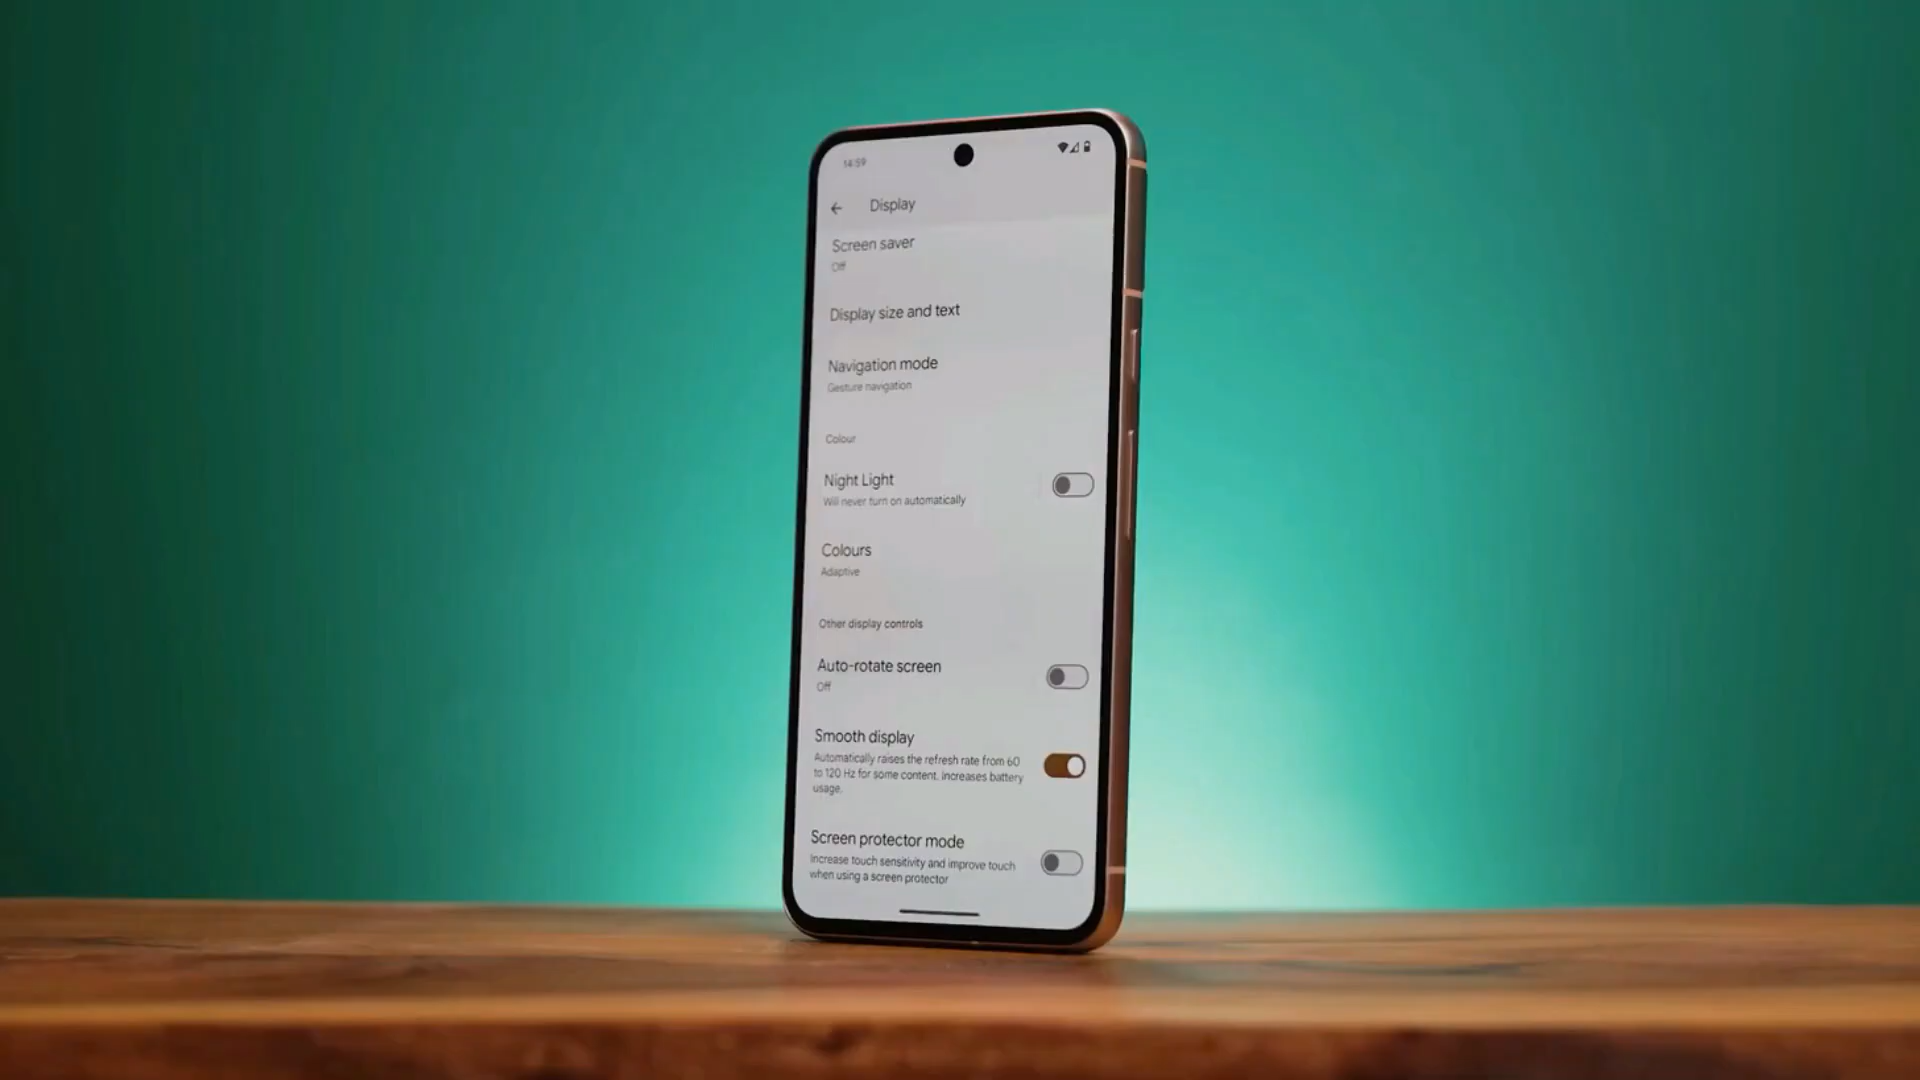 14:59
Display
Screen saver
Off
Display size and text
Navigation mode
Gesture navigation
Colour
Night Light
Will never turn on automatically
Colours
Adaptive
Other display controls
Auto-rotate screen
Off
Smooth display
Automatically raises the refresh rate from 60
to 120 Hz for some content. increases battery
usage.
Screen protector mode
Increase touch sensitivity and improve touch
when using a screen protector